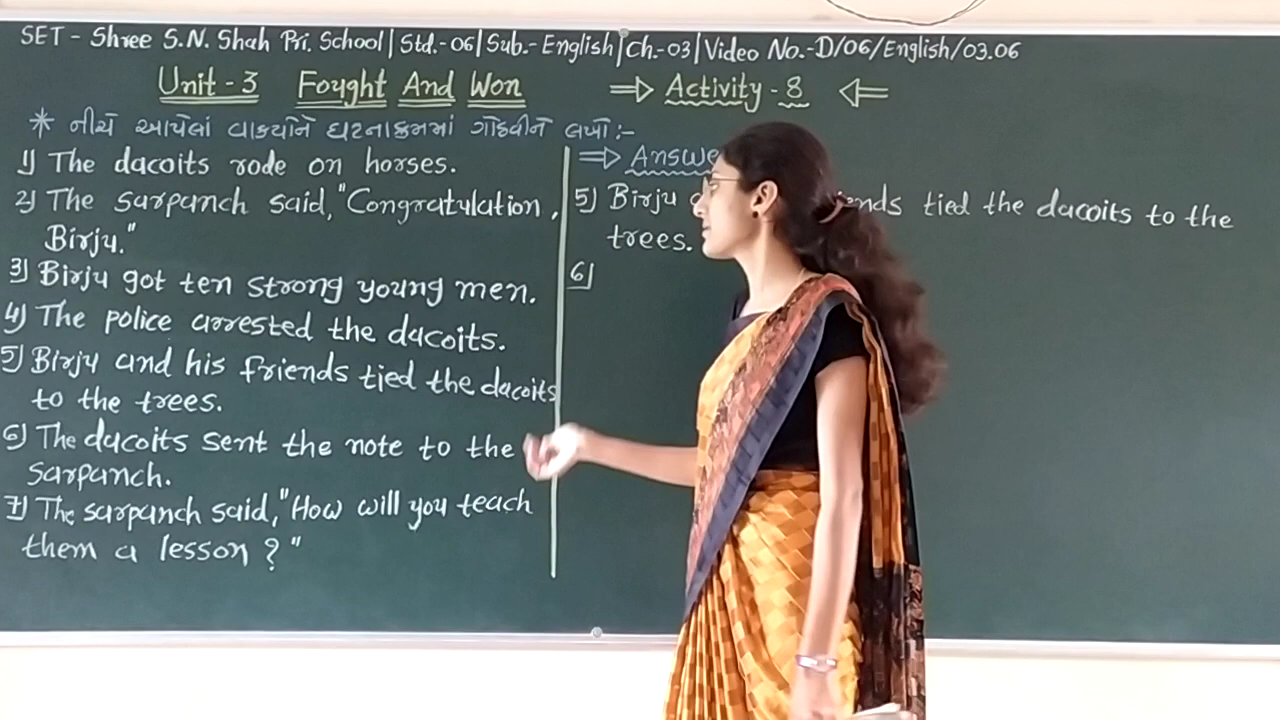 SET - Shree S.N. Shah Pri. School | Std.-06 | Sub.- English | Ch.-03 | Video No.-D/06/English/03.06
Unit - 3 Fought And Won
⇒ Activity - 8 ⇐
* નીચે આપેલાં વાક્યોને ઘટનાક્રમમાં ગોઠવીને લખો :-
1) The dacoits rode on horses.
2) The sarpanch said, "Congratulation,
Birju."
3) Birju got ten strong young men.
4) The police arrested the dacoits.
5) Birju and his friends tied the dacoits
to the trees.
6) The dacoits sent the note to the
sarpanch.
7) The sarpanch said, "How will you teach
them a lesson ?"
⇒ Answe
5) Birju tied the dacoits to the
trees.
6)